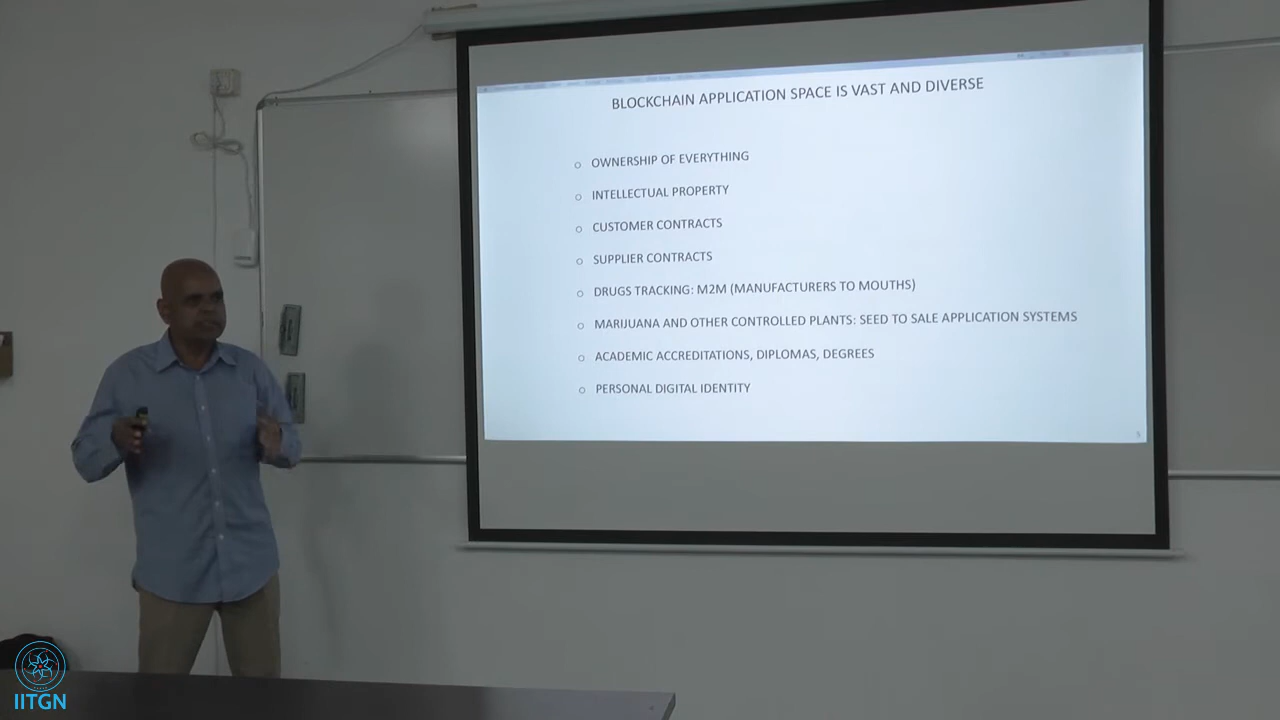 BLOCKCHAIN APPLICATION SPACE IS VAST AND DIVERSE
o OWNERSHIP OF EVERYTHING
o INTELLECTUAL PROPERTY
o CUSTOMER CONTRACTS
o SUPPLIER CONTRACTS
o DRUGS TRACKING: M2M (MANUFACTURERS TO MOUTHS)
o MARIJUANA AND OTHER CONTROLLED PLANTS: SEED TO SALE APPLICATION SYSTEMS
o ACADEMIC ACCREDITATIONS, DIPLOMAS, DEGREES
o PERSONAL DIGITAL IDENTITY
IITGN